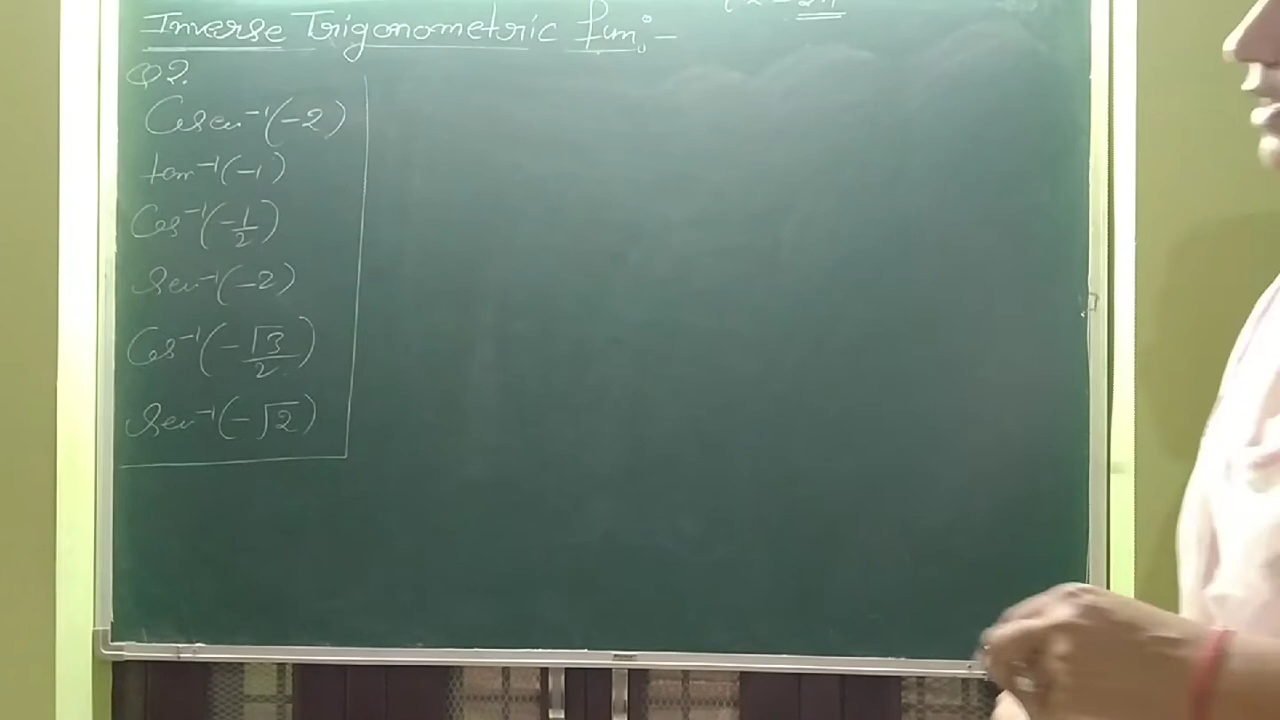 Inverse Trigonometric fun:-
Q2.
Cosec⁻¹(-2)
tan⁻¹(-1)
Cos⁻¹(-1/2)
Sec⁻¹(-2)
Cos⁻¹(-√3/2)
Sec⁻¹(-√2)